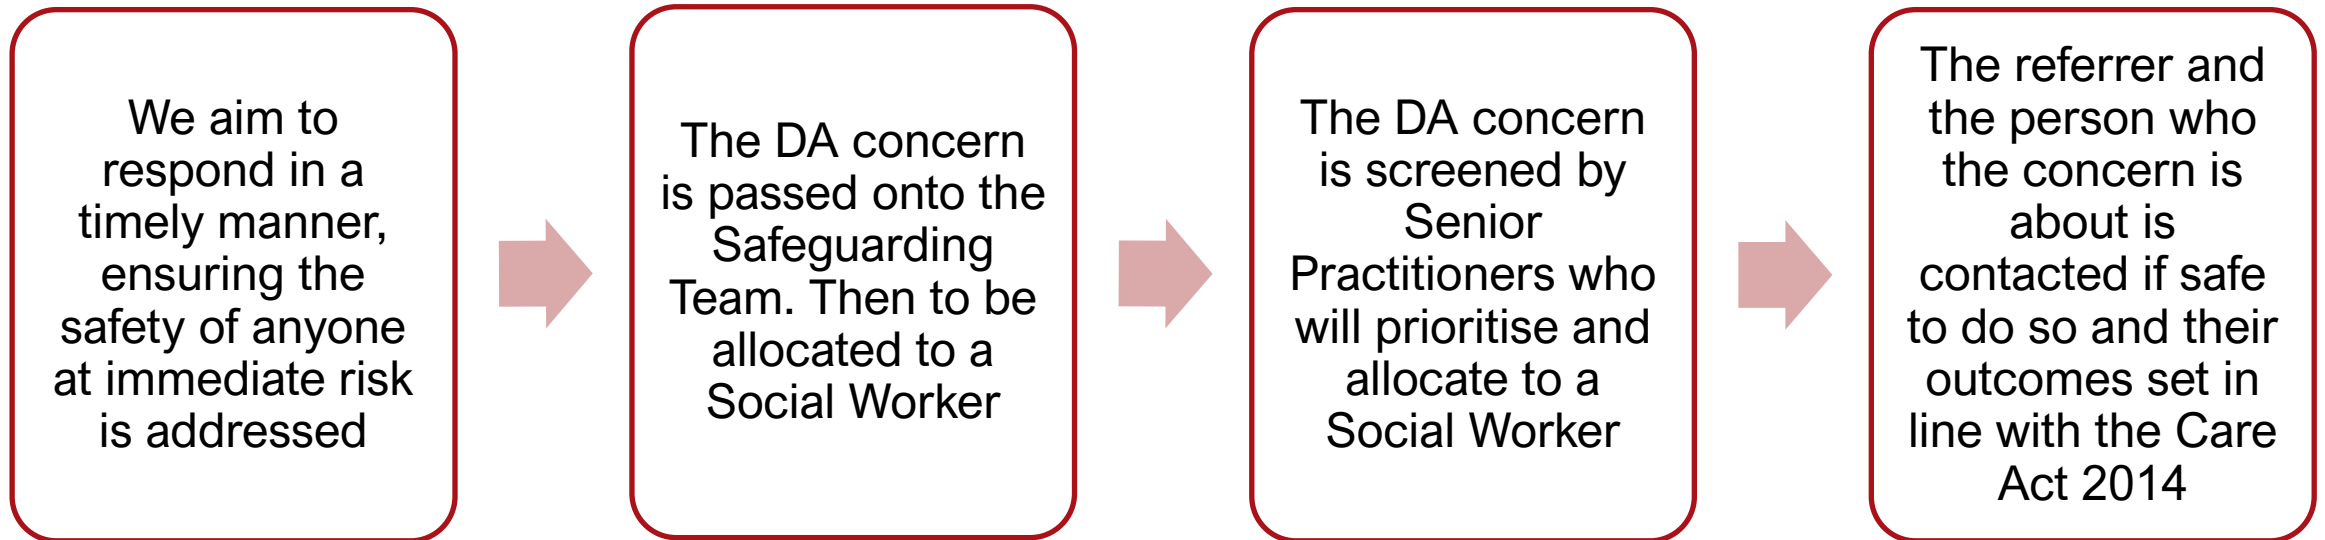 We aim to
respond in a
timely manner,
ensuring the
safety of anyone
at immediate risk
is addressed
The DA concern
is passed onto the
Safeguarding
Team. Then to be
allocated to a
Social Worker
The DA concern
is screened by
Senior
Practitioners who
will prioritise and
allocate to a
Social Worker
The referrer and
the person who
the concern is
about is
contacted if safe
to do so and their
outcomes set in
line with the Care
Act 2014